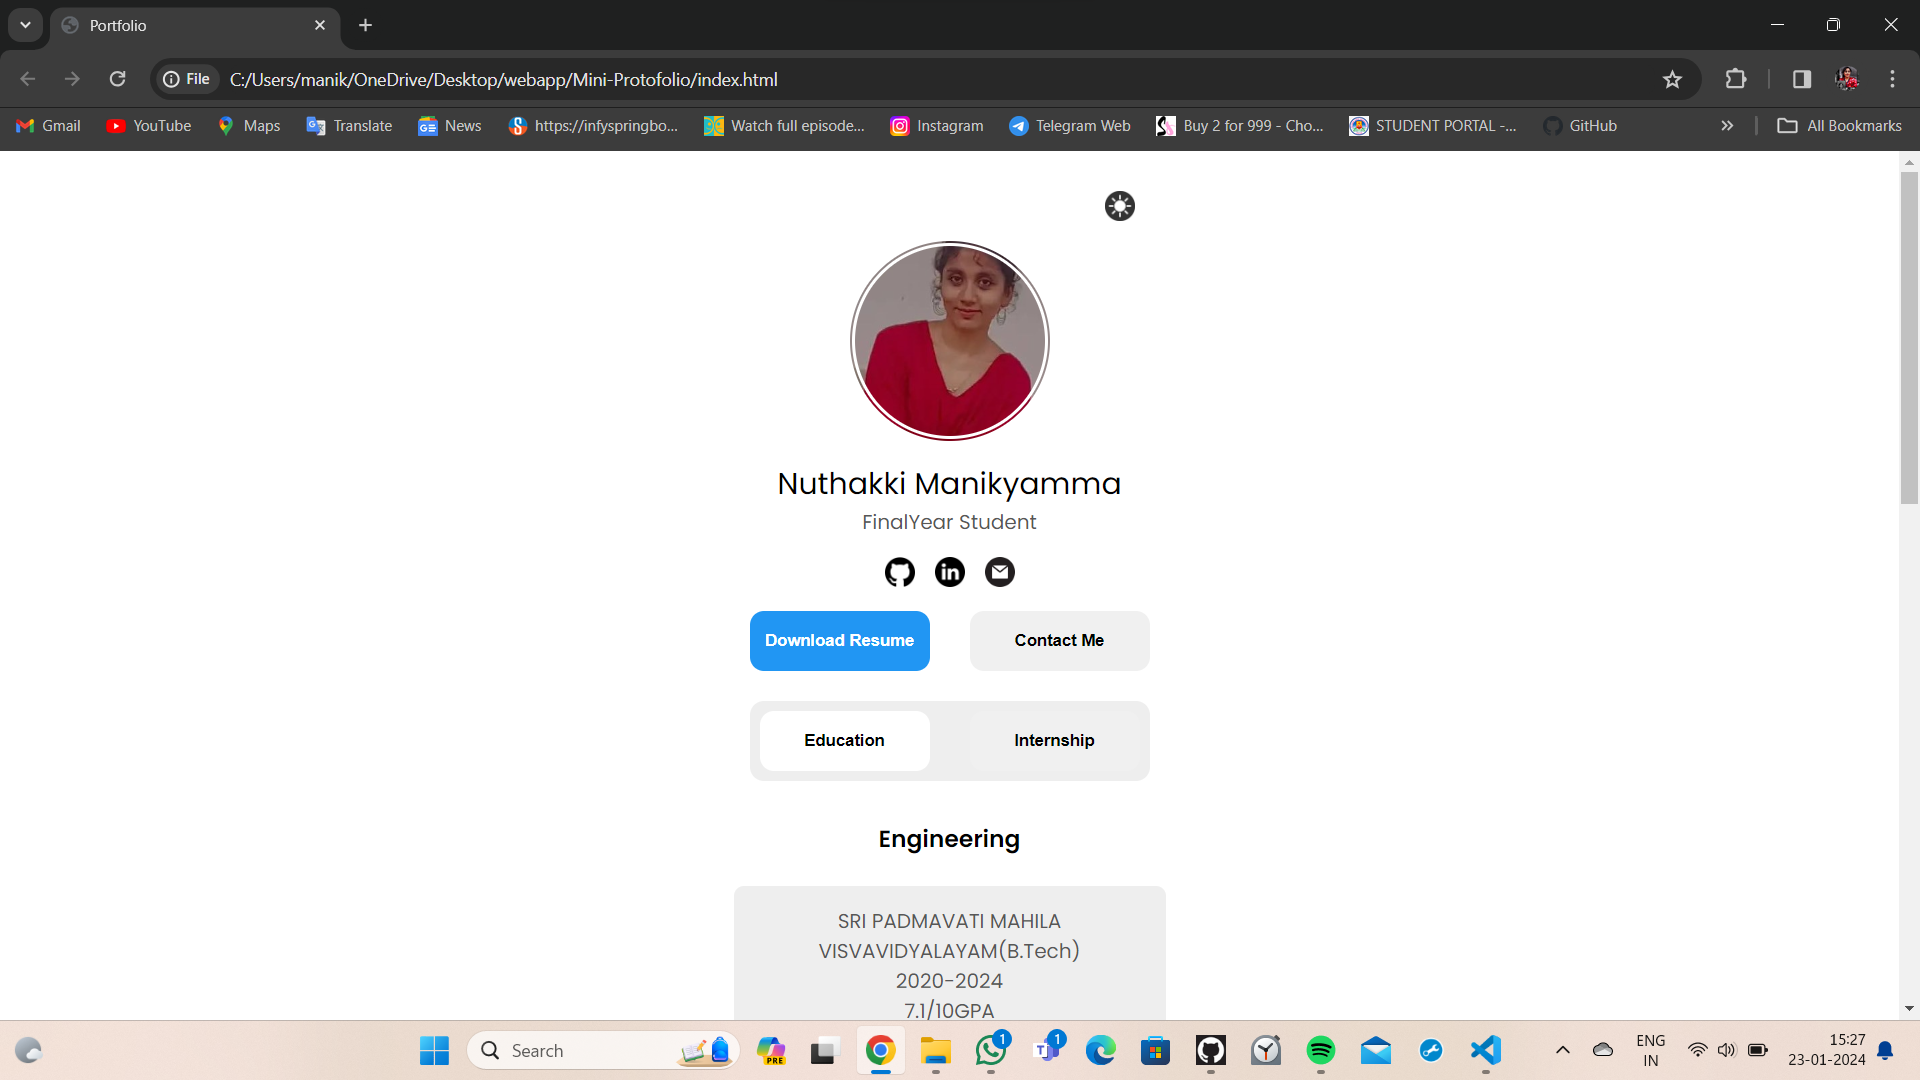 Portfolio
File
C:/Users/manik/OneDrive/Desktop/webapp/Mini-Protofolio/index.html
Gmail
YouTube
Maps
Translate
News
https://infyspringbo...
Watch full episode...
Instagram
Telegram Web
Buy 2 for 999 - Cho...
STUDENT PORTAL -...
GitHub
All Bookmarks
Nuthakki Manikyamma
FinalYear Student
in
Download Resume
Contact Me
Education
Internship
Engineering
SRI PADMAVATI MAHILA
VISVAVIDYALAYAM(B.Tech)
2020-2024
7.1/10GPA
Search
PRE
1
1
ENG
IN
15:27
23-01-2024